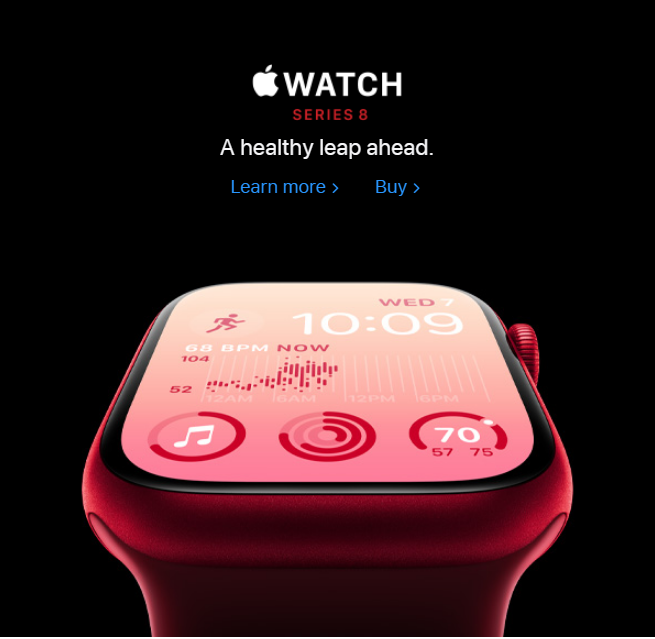 WATCH
SERIES 8
A healthy leap ahead.
Learn more > Buy >
WED 7
10:09
68 BPM NOW
104
52
12AM 6AM 12PM 6PM
70
57 75